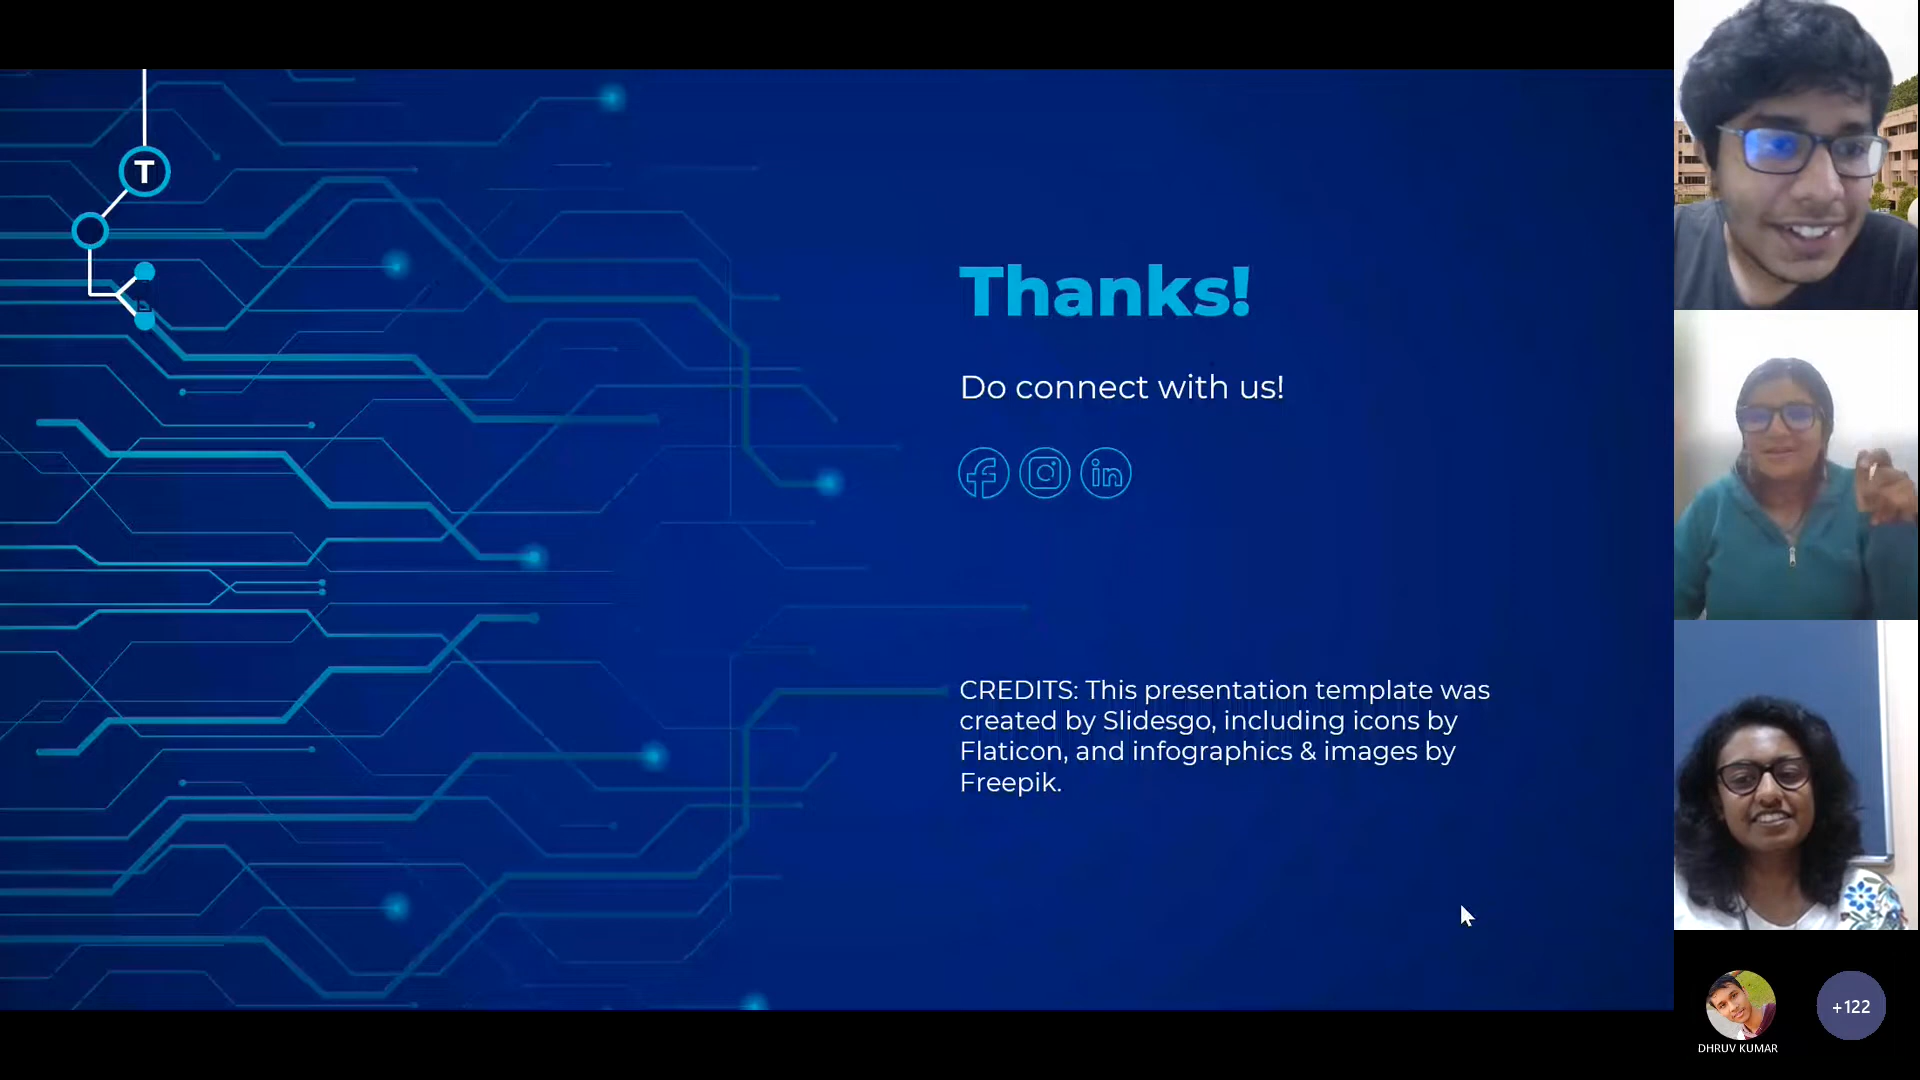 T
Thanks!
Do connect with us!
CREDITS: This presentation template was
created by Slidesgo, including icons by
Flaticon, and infographics & images by
Freepik.
DHRUV KUMAR
+122